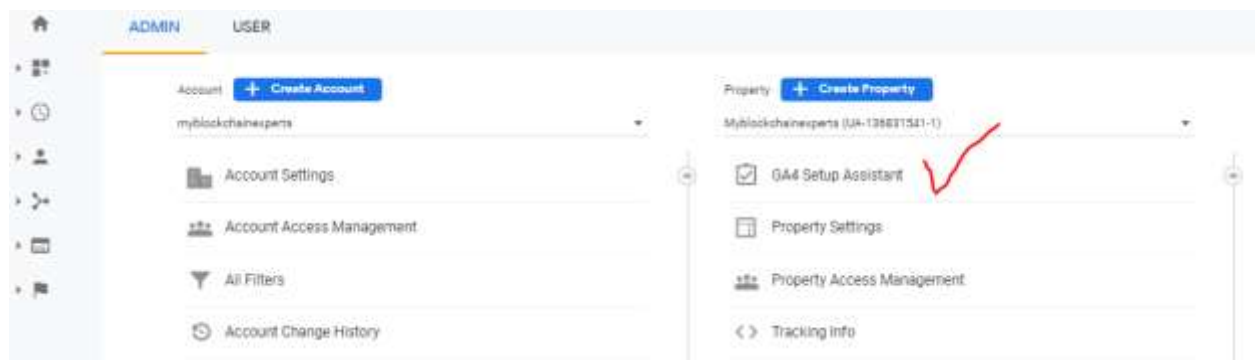 ADMIN USER
Account + Create Account
myblockchainexperts
Account Settings
Account Access Management
All Filters
Account Change History
Property + Create Property
Myblockchainexperts (UA-136831541-1)
GA4 Setup Assistant
Property Settings
Property Access Management
Tracking Info